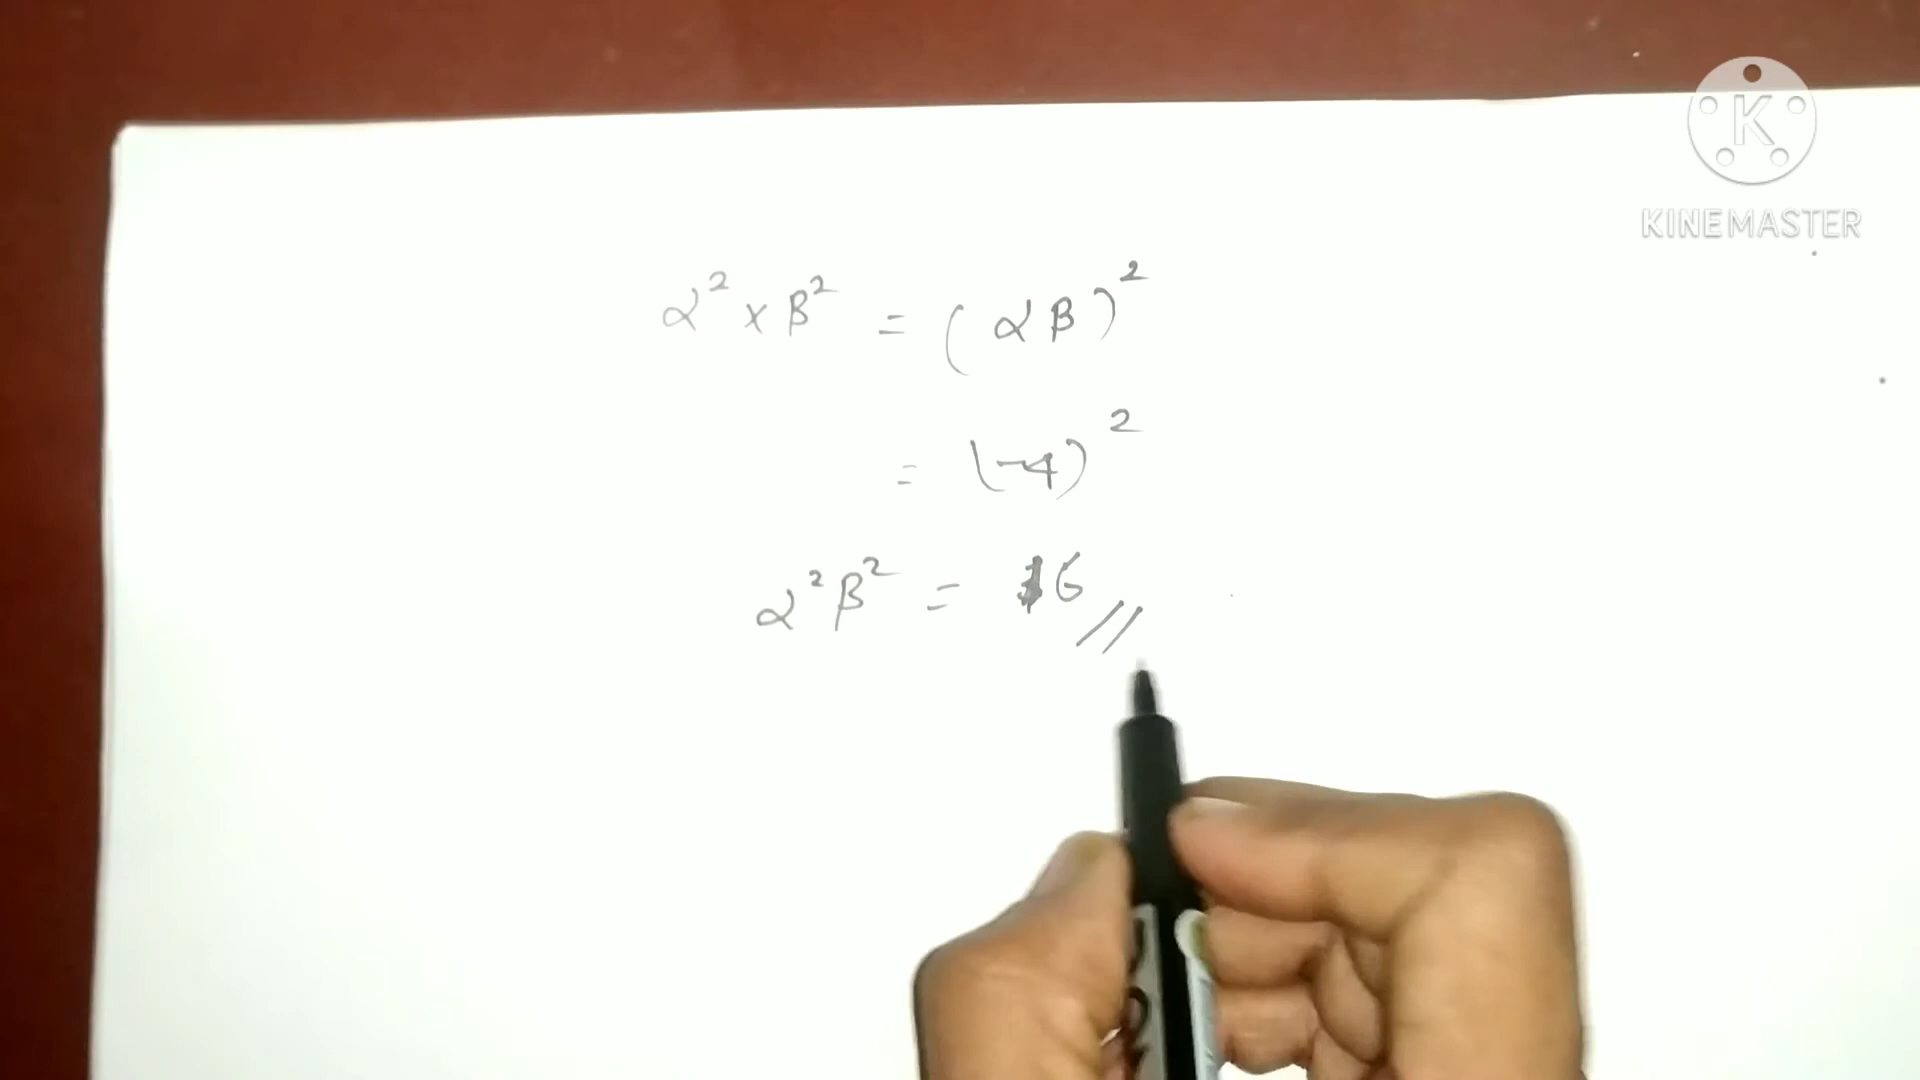 K
KINEMASTER
α² × β² = (αβ)²
= (-4)²
α²β² = 16 //